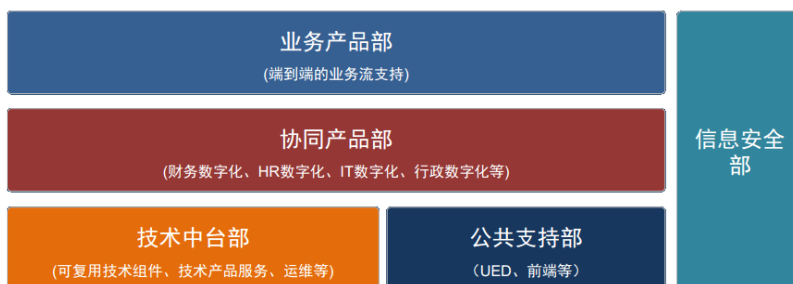 业务产品部
(端到端的业务流支持)
协同产品部
(财务数字化、HR数字化、IT数字化、行政数字化等)
信息安全
部
技术中台部
(可复用技术组件、技术产品服务、运维等)
公共支持部
（UED、前端等）